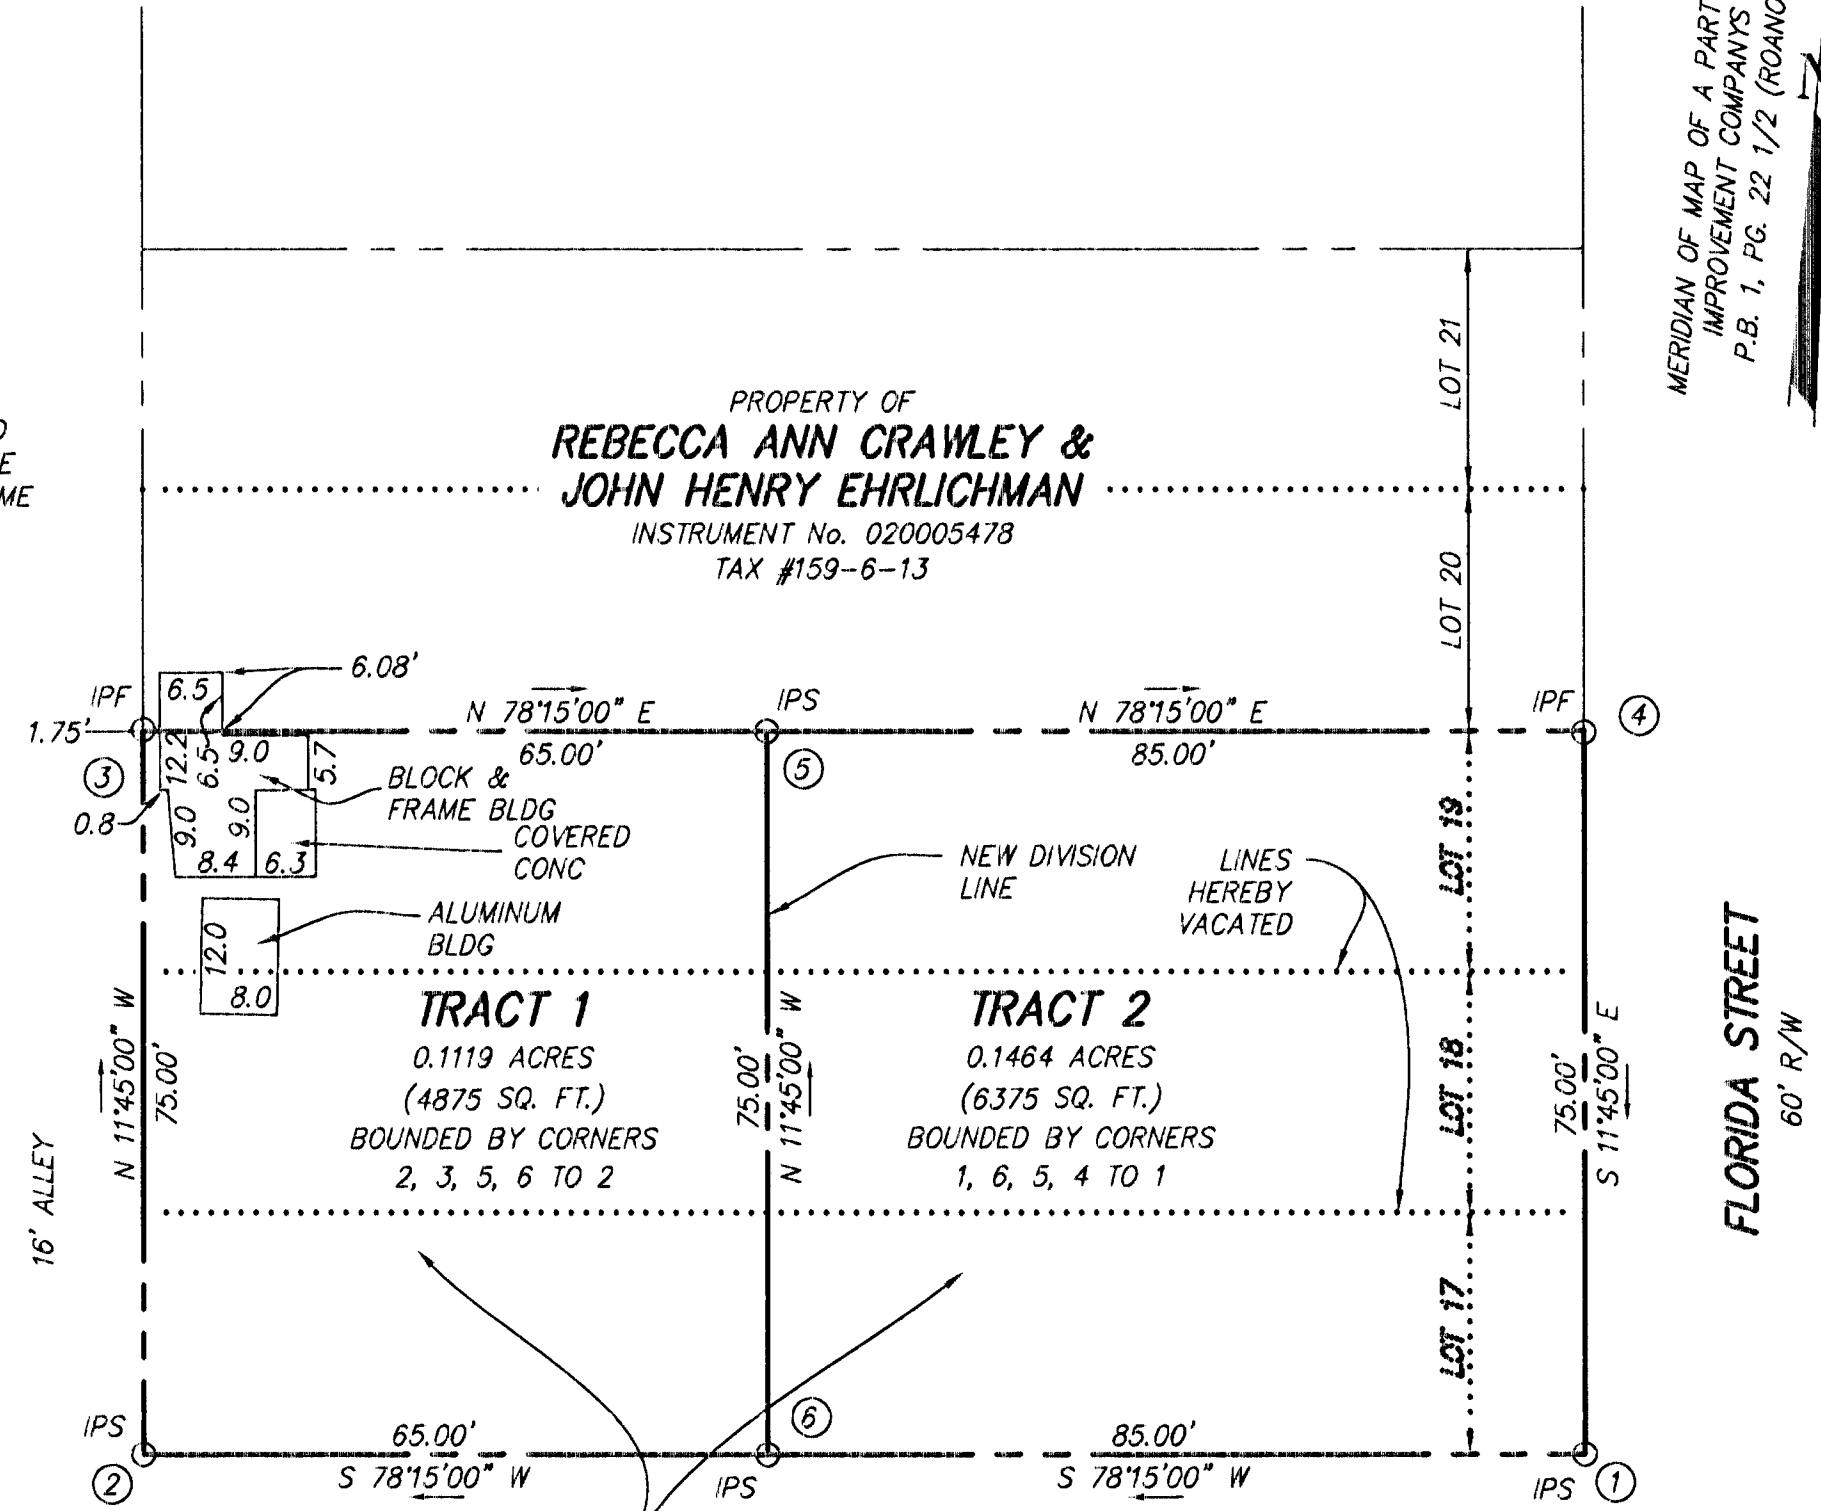 MERIDIAN OF MAP OF A PART
IMPROVEMENT COMPANYS
P.B. 1, PG. 22 1/2
LOT 21
PROPERTY OF
REBECCA ANN CRAWLEY &
JOHN HENRY EHRLICHMAN
INSTRUMENT No. 020005478
TAX #159-6-13
LOT 20
6.08'
IPF
6.5
N 78°15'00" E
IPS
N 78°15'00" E
IPF
4
1.75'
65.00'
85.00'
3
12.2
6.5
9.0
5.7
5
BLOCK &
FRAME BLDG
0.8
9.0
9.0
8.4
6.3
COVERED
CONC
LOT 19
NEW DIVISION
LINE
LINES
HEREBY
VACATED
ALUMINUM
BLDG
12.0
8.0
TRACT 1
0.1119 ACRES
(4875 SQ. FT.)
BOUNDED BY CORNERS
2, 3, 5, 6 TO 2
TRACT 2
0.1464 ACRES
(6375 SQ. FT.)
BOUNDED BY CORNERS
1, 6, 5, 4 TO 1
N 11°45'00" W
75.00'
75.00'
N 11°45'00" W
LOT 18
75.00'
S 11°45'00" E
FLORIDA STREET
60' R/W
16' ALLEY
LOT 17
IPS
2
65.00'
S 78°15'00" W
6
IPS
85.00'
S 78°15'00" W
IPS
1